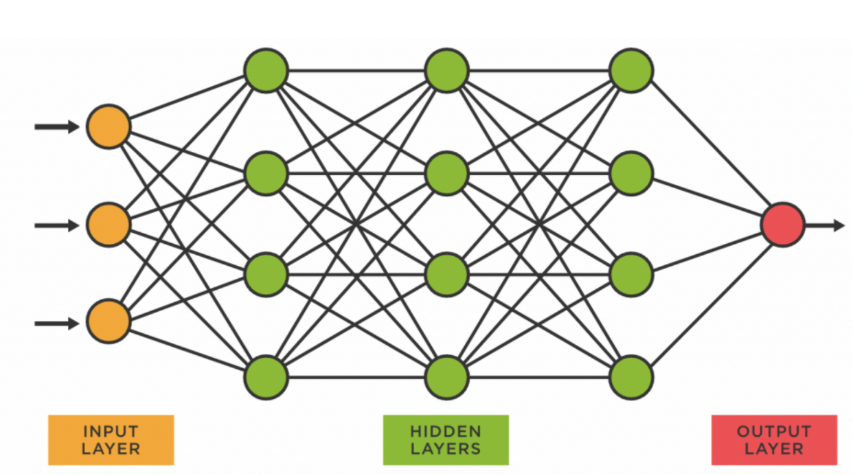 INPUT
LAYER
HIDDEN
LAYERS
OUTPUT
LAYER